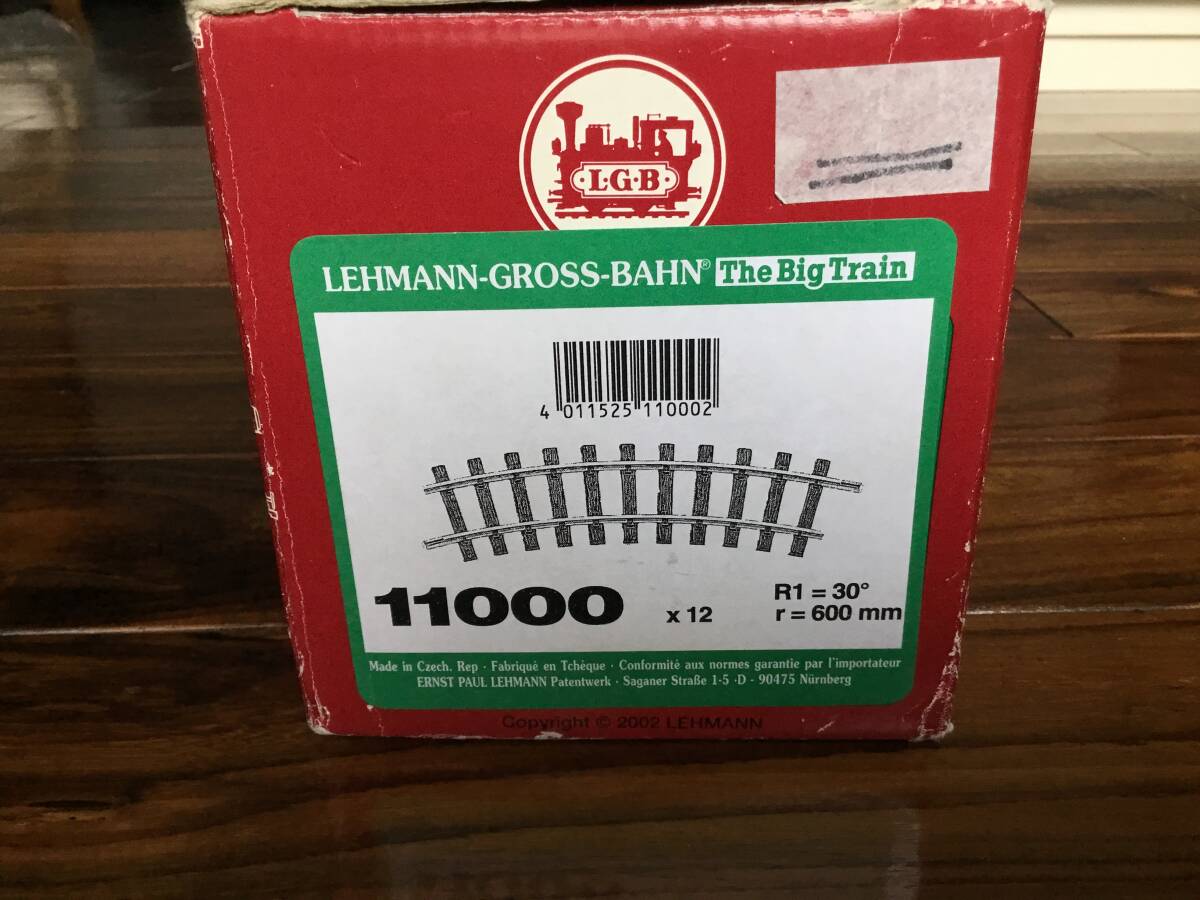 L·G·B
LEHMANN-GROSS-BAHN® The Big Train
4 011525 110002
11000 x 12 R1 = 30°
r = 600 mm
Made in Czech. Rep · Fabriqué en Tchèque · Conformité aux normes garantie par l'importateur
ERNST PAUL LEHMANN Patentwerk · Saganer Straße 1-5 ·D - 90475 Nürnberg
Copyright © 2002 LEHMANN